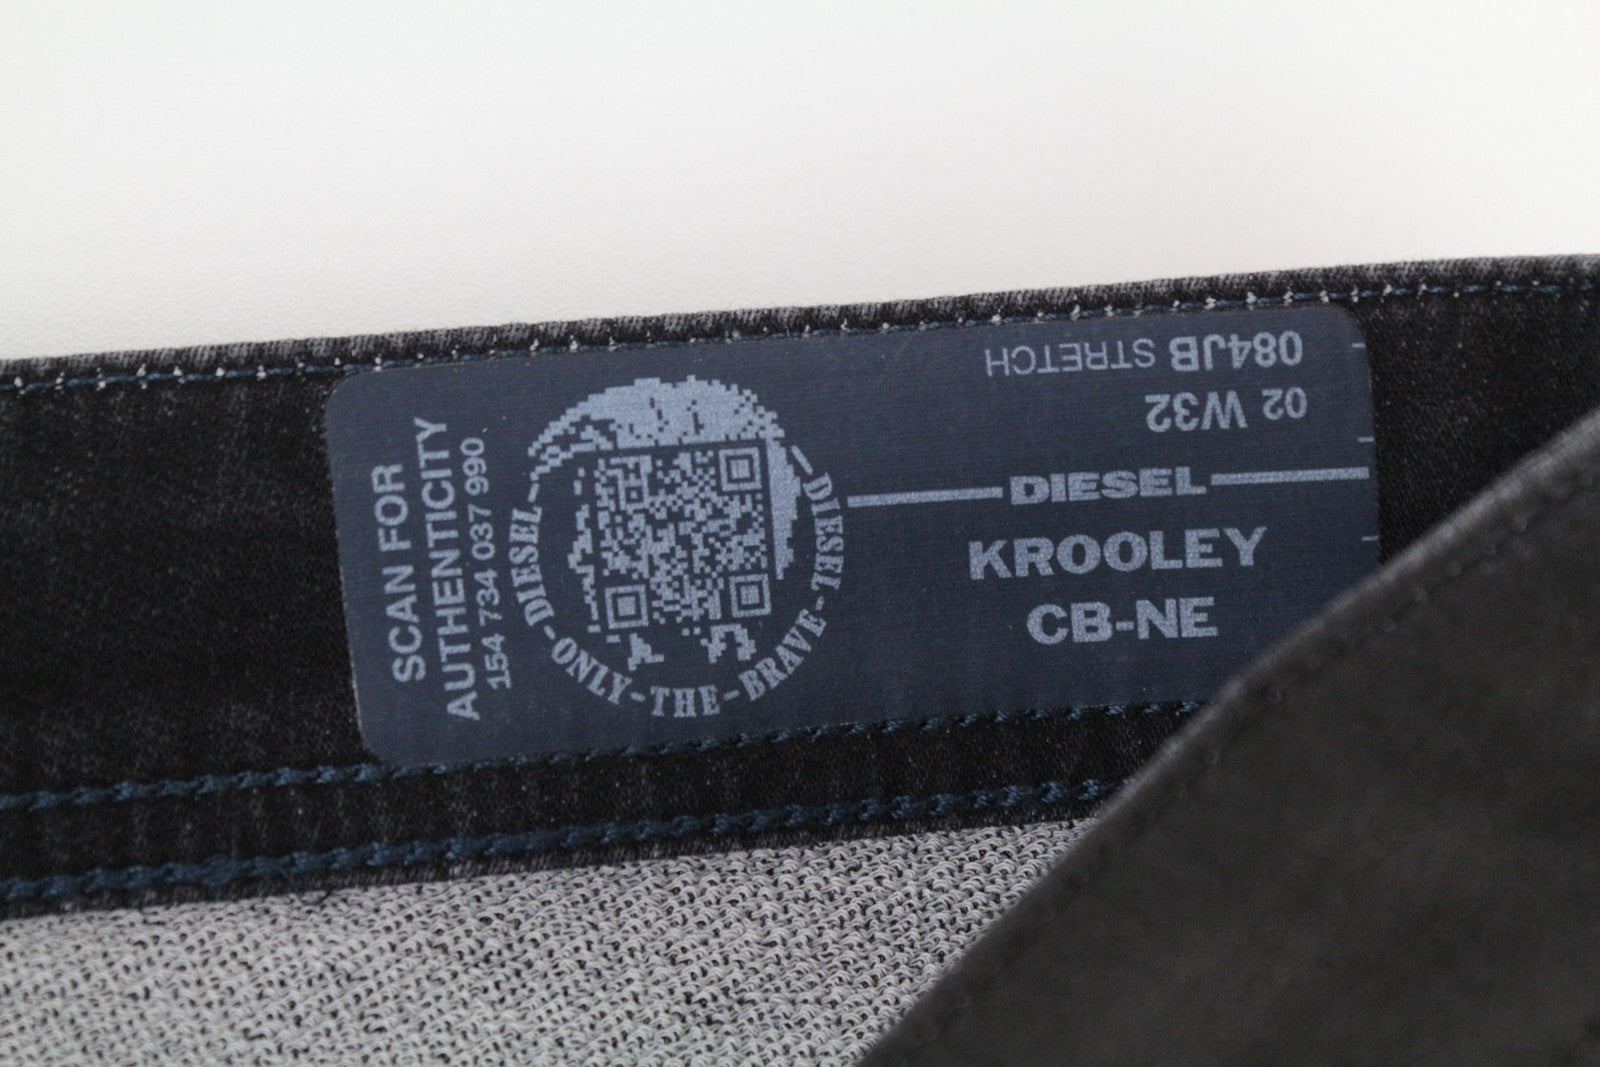 SCAN FOR
AUTHENTICITY
154 734 037 990
DIESEL-ONLY-THE-BRAVE-DIESEL
084JB STRETCH
02 W32
DIESEL
KROOLEY
CB-NE